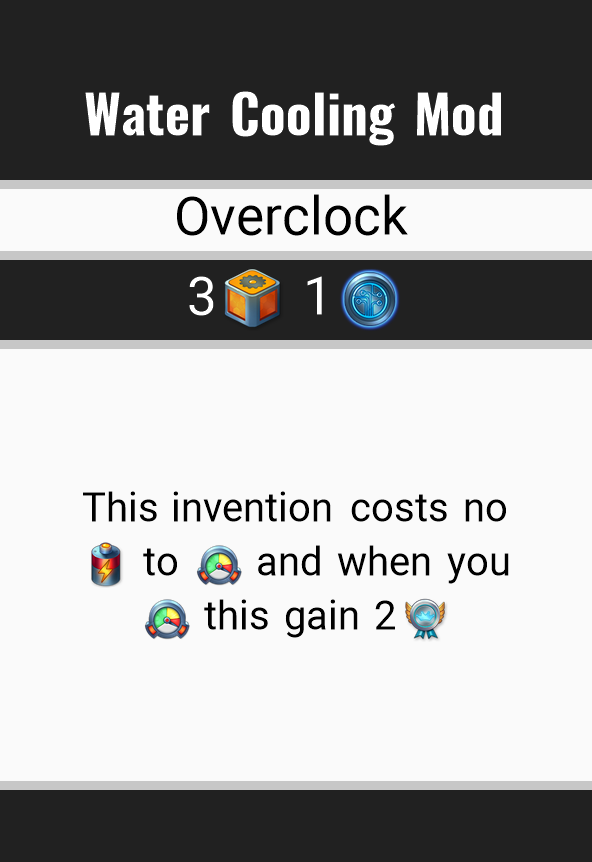 Water Cooling Mod
Overclock
3 1
This invention costs no
to and when you
this gain 2